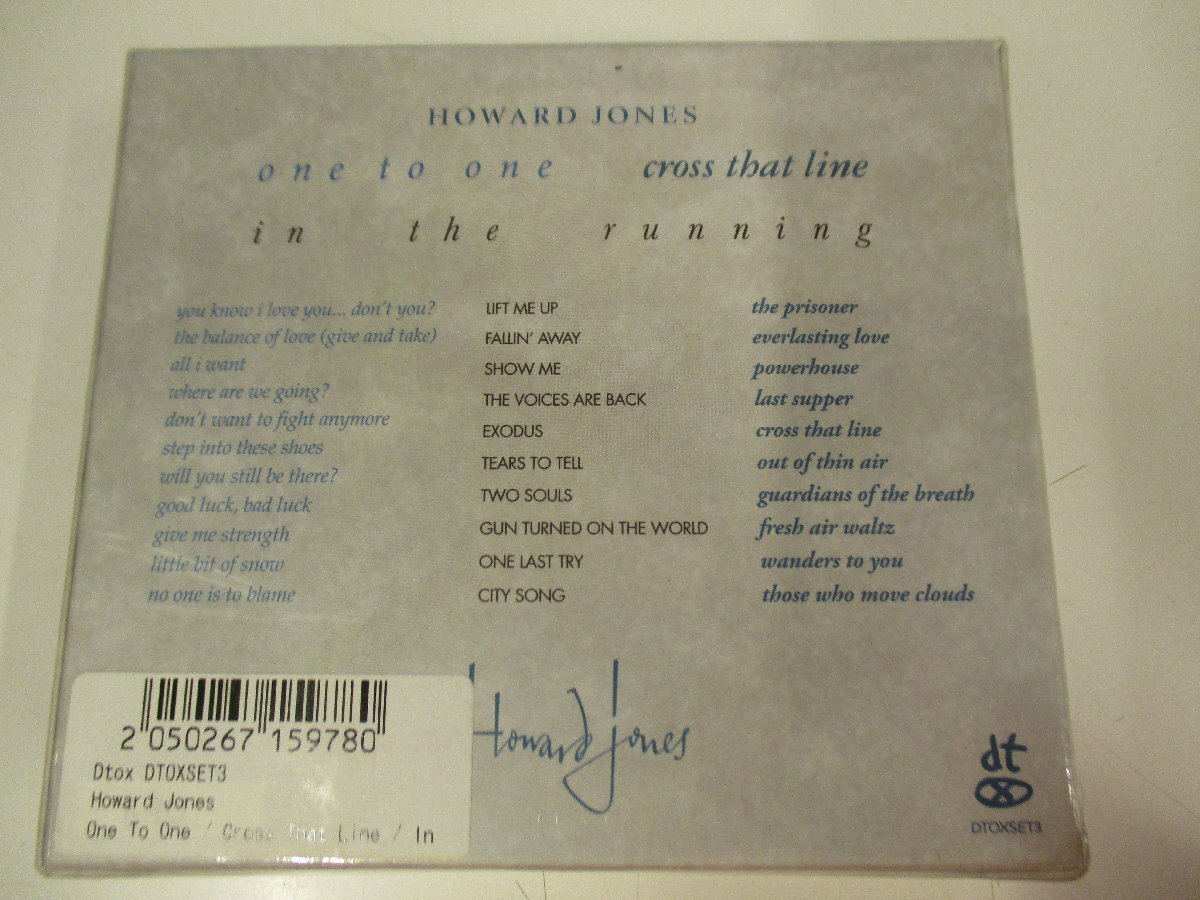 HOWARD JONES
one to one cross that line
in the running
you know i love you... don't you?
the balance of love (give and take)
all i want
where are we going?
don't want to fight anymore
step into these shoes
will you still be there?
good luck, bad luck
give me strength
little bit of snow
no one is to blame
LIFT ME UP
FALLIN' AWAY
SHOW ME
THE VOICES ARE BACK
EXODUS
TEARS TO TELL
TWO SOULS
GUN TURNED ON THE WORLD
ONE LAST TRY
CITY SONG
the prisoner
everlasting love
powerhouse
last supper
cross that line
out of thin air
guardians of the breath
fresh air waltz
wanders to you
those who move clouds
2 050267 159780
Dtox DTOXSET3
Howard Jones
One To One / Cross That Line / In
Howard Jones
dtox
DTOXSET3